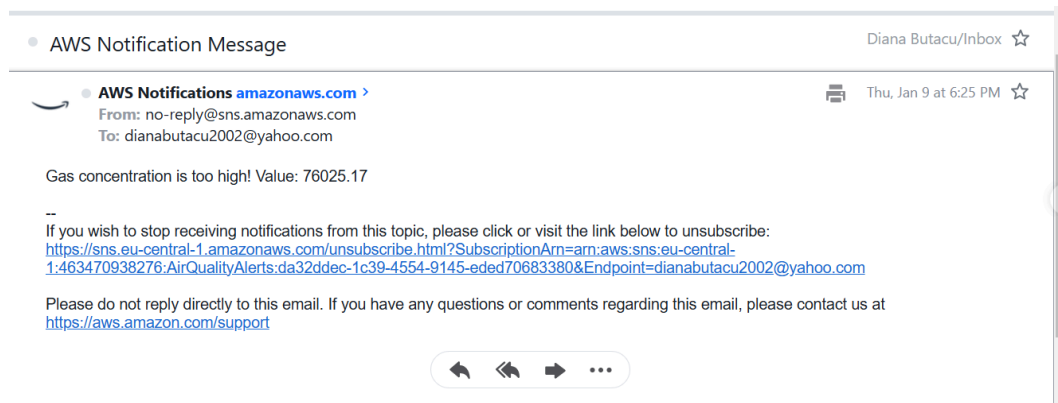 AWS Notification Message
Diana Butacu/Inbox
AWS Notifications amazonaws.com >
Thu, Jan 9 at 6:25 PM
From: no-reply@sns.amazonaws.com
To: dianabutacu2002@yahoo.com
Gas concentration is too high! Value: 76025.17
--
If you wish to stop receiving notifications from this topic, please click or visit the link below to unsubscribe:
https://sns.eu-central-1.amazonaws.com/unsubscribe.html?SubscriptionArn=arn:aws:sns:eu-central-
1:463470938276:AirQualityAlerts:da32ddec-1c39-4554-9145-eded70683380&Endpoint=dianabutacu2002@yahoo.com
Please do not reply directly to this email. If you have any questions or comments regarding this email, please contact us at
https://aws.amazon.com/support